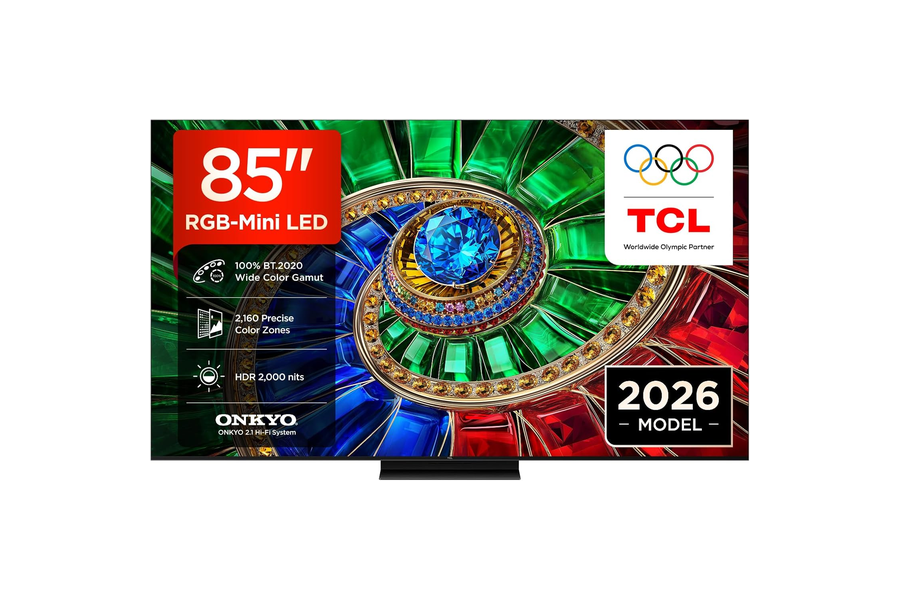 85"
RGB-Mini LED
100% BT.2020
Wide Color Gamut
2,160 Precise
Color Zones
HDR 2,000 nits
ONKYO
ONKYO 2.1 Hi-Fi System
TCL
Worldwide Olympic Partner
2026
– MODEL –